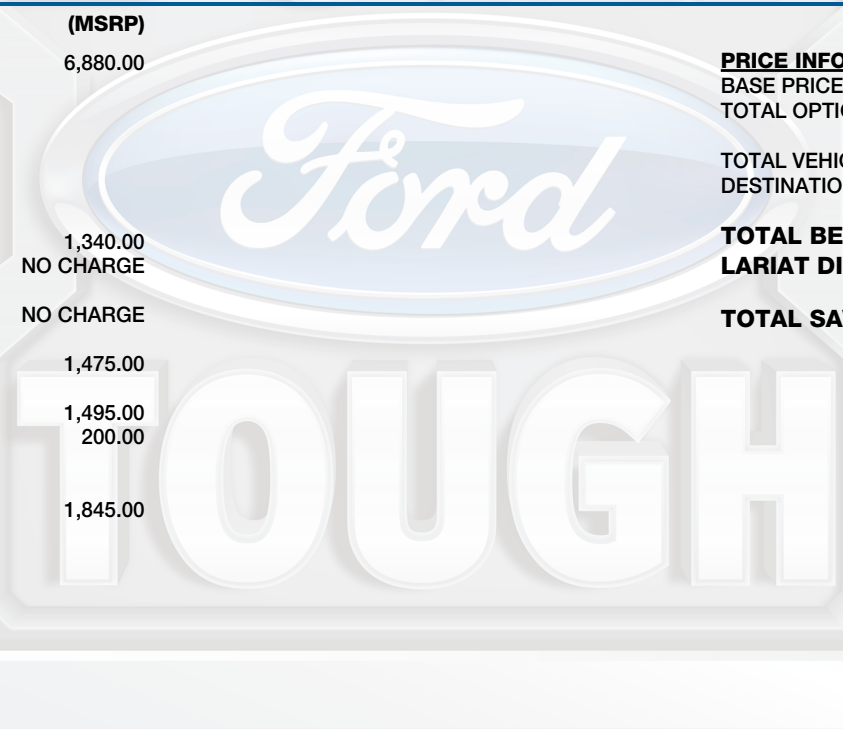 (MSRP)
6,880.00
1,340.00
NO CHARGE
NO CHARGE
1,475.00
1,495.00
200.00
1,845.00
PRICE INFO
BASE PRICE
TOTAL OPTI
TOTAL VEHIC
DESTINATIO
TOTAL BE
LARIAT DI
TOTAL SA
Ford
TOUGH